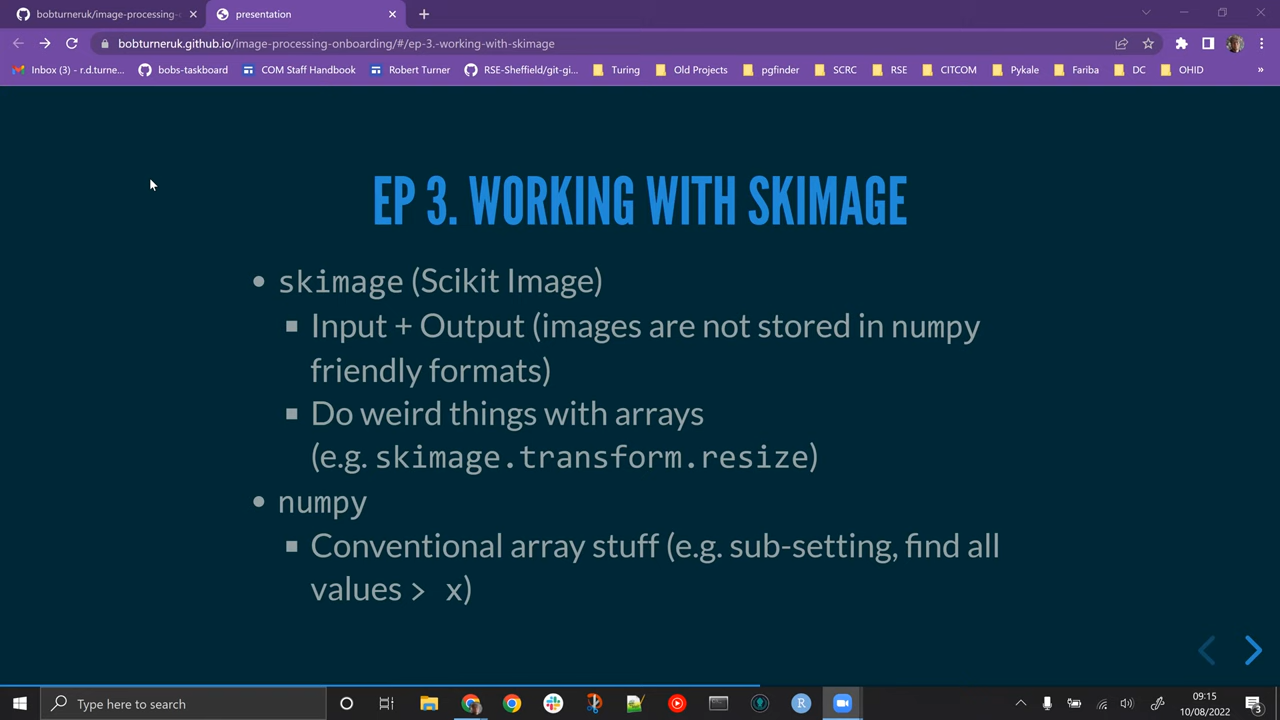 bobturneruk/image-processing-
presentation
bobturneruk.github.io/image-processing-onboarding/#/ep-3.-working-with-skimage
Inbox (3) - r.d.turne...
bobs-taskboard
COM Staff Handbook
Robert Turner
RSE-Sheffield/git-gi...
Turing
Old Projects
pgfinder
SCRC
RSE
CITCOM
Pykale
Fariba
DC
OHID
»
EP 3. WORKING WITH SKIMAGE
skimage (Scikit Image)
Input + Output (images are not stored in numpy
friendly formats)
Do weird things with arrays
(e.g. skimage.transform.resize)
numpy
Conventional array stuff (e.g. sub-setting, find all
values > x)
Type here to search
R
09:15
10/08/2022
3